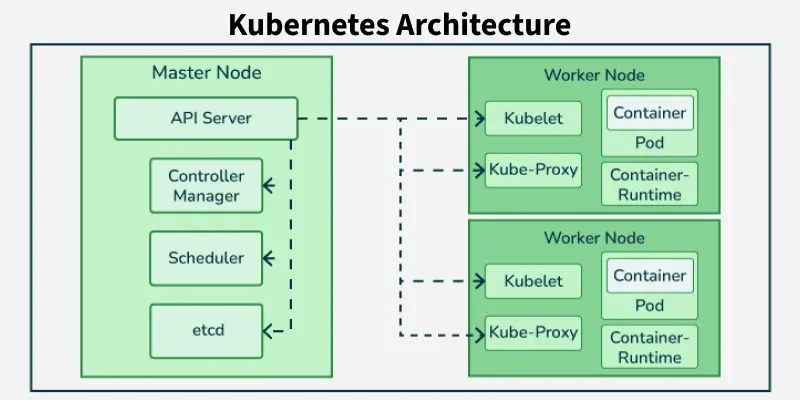 Kubernetes Architecture
Master Node
API Server
Controller
Manager
Scheduler
etcd
Worker Node
Kubelet
Kube-Proxy
Container
Pod
Container-
Runtime
Worker Node
Kubelet
Kube-Proxy
Container
Pod
Container-
Runtime